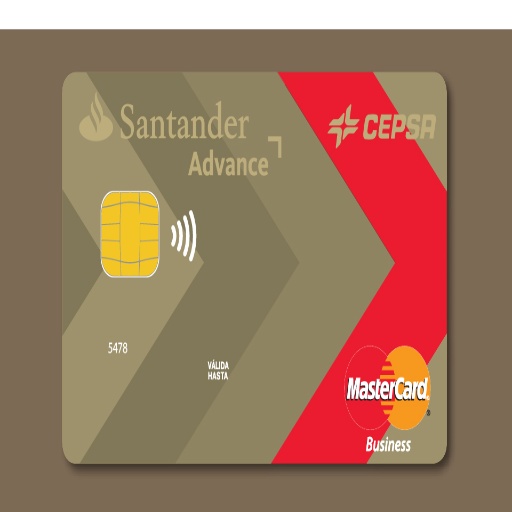 Santander
Advance
CEPSA
5478
VÁLIDA
HASTA
MasterCard
Business